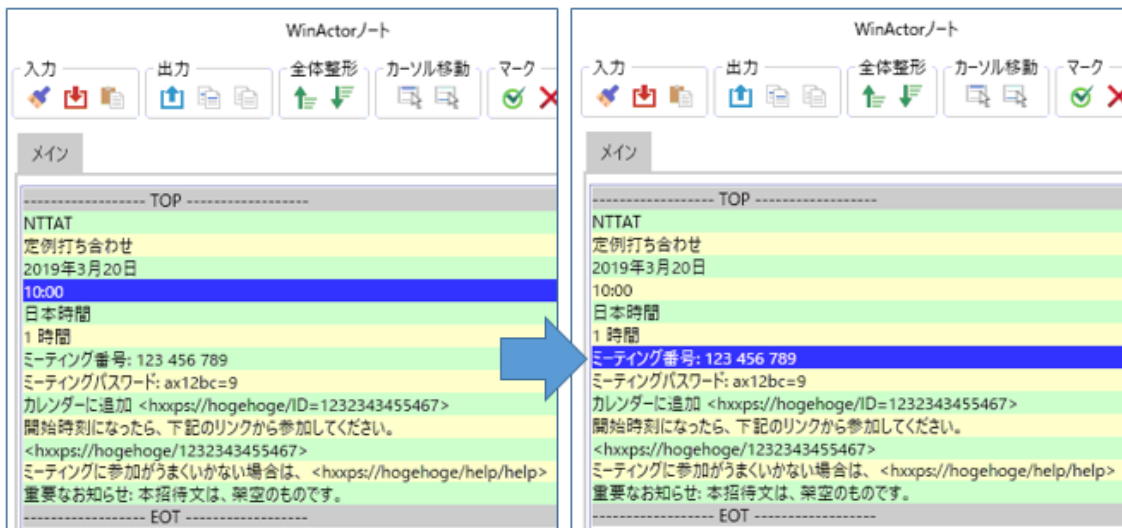 WinActorノート
入力 出力 全体整形 カーソル移動 マーク
メイン
------------------ TOP ------------------
NTTAT
定例打ち合わせ
2019年3月20日
10:00
日本時間
1 時間
ミーティング番号: 123 456 789
ミーティングパスワード: ax12bc=9
カレンダーに追加 <hxxps://hogehoge/ID=1232343455467>
開始時刻になったら、下記のリンクから参加してください。
<hxxps://hogehoge/1232343455467>
ミーティングに参加がうまくいかない場合は、<hxxps://hogehoge/help/help>
重要なお知らせ: 本招待文は、架空のものです。
------------------ EOT ------------------
WinActorノート
入力 出力 全体整形 カーソル移動 マーク
メイン
------------------ TOP ------------------
NTTAT
定例打ち合わせ
2019年3月20日
10:00
日本時間
1 時間
ミーティング番号: 123 456 789
ミーティングパスワード: ax12bc=9
カレンダーに追加 <hxxps://hogehoge/ID=1232343455467>
開始時刻になったら、下記のリンクから参加してください。
<hxxps://hogehoge/1232343455467>
ミーティングに参加がうまくいかない場合は、<hxxps://hogehoge/help/help>
重要なお知らせ: 本招待文は、架空のものです。
------------------ EOT ------------------